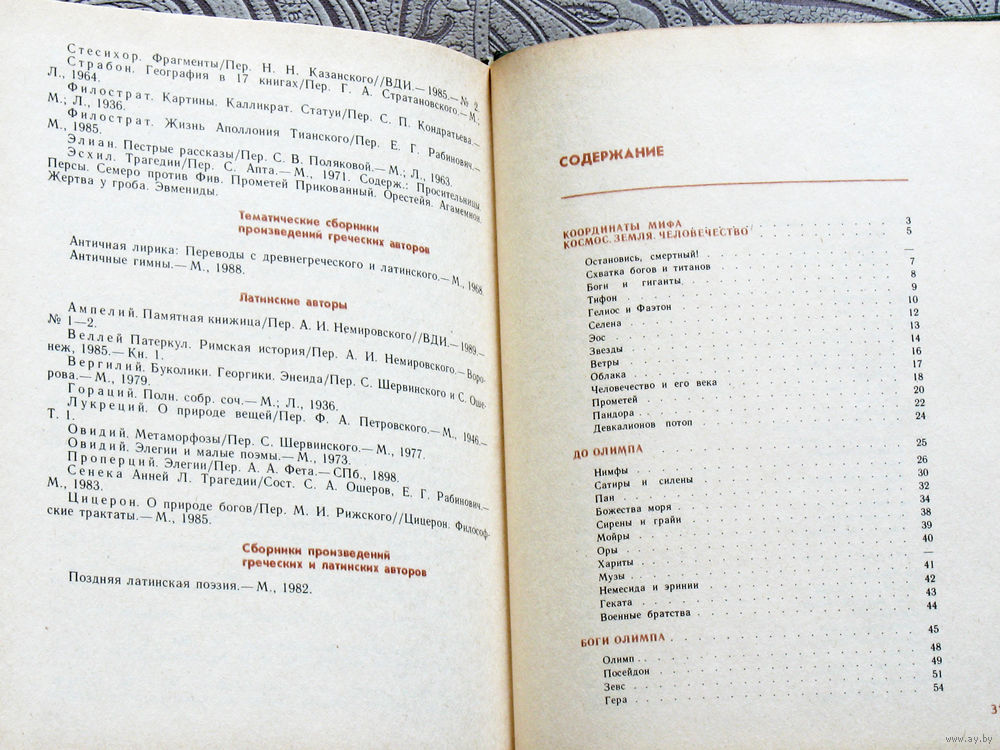 Стесихор. Фрагменты/Пер. Н. Н. Казанского//ВДИ.— 1985.— № 2.
Страбон. География в 17 книгах/Пер. Г. А. Стратановского.— М.;
Л., 1964.
Филострат. Картины. Калликрат. Статуи/Пер. С. П. Кондратьева.—
М.; Л., 1936.
Филострат. Жизнь Аполлония Тианского/Пер. Е. Г. Рабинович.—
М., 1985.
Элиан. Пестрые рассказы/Пер. С. В. Поляковой.— М.; Л., 1963.
Эсхил. Трагедии/Пер. С. Апта.— М., 1971. Содерж.: Просительницы.
Персы. Семеро против Фив. Прометей Прикованный. Орестейя. Агамемнон.
Жертва у гроба. Эвмениды.
Тематические сборники
произведений греческих авторов
Античная лирика: Переводы с древнегреческого и латинского.— М., 1968.
Античные гимны.— М., 1988.
Латинские авторы
Ампелий. Памятная книжица/Пер. А. И. Немировского//ВДИ.— 1989.—
№ 1—2.
Веллей Патеркул. Римская история/Пер. А. И. Немировского.— Воро-
неж, 1985.— Кн. 1.
Вергилий. Буколики. Георгики. Энеида/Пер. С. Шервинского и С. Оше-
рова.— М., 1979.
Гораций. Полн. собр. соч.— М.; Л., 1936.
Лукреций. О природе вещей/Пер. Ф. А. Петровского.— М., 1946.—
Т. 1.
Овидий. Метаморфозы/Пер. С. Шервинского.— М., 1977.
Овидий. Элегии и малые поэмы.— М., 1973.
Проперций. Элегии/Пер. А. А. Фета.— СПб., 1898.
Сенека Анней Л. Трагедии/Сост. С. А. Ошеров, Е. Г. Рабинович.—
М., 1983.
Цицерон. О природе богов/Пер. М. И. Рижского//Цицерон. Философ-
ские трактаты.— М., 1985.
Сборники произведений
греческих и латинских авторов
Поздняя латинская поэзия.— М., 1982.
СОДЕРЖАНИЕ
КООРДИНАТЫ МИФА 3
КОСМОС. ЗЕМЛЯ. ЧЕЛОВЕЧЕСТВО 5
Остановись, смертный! —
Схватка богов и титанов 7
Боги и гиганты 8
Тифон 9
Гелиос и Фаэтон 10
Селена 12
Эос 13
Звезды 14
Ветры 16
Облака 17
Человечество и его века 18
Прометей 20
Пандора 22
Девкалионов потоп 24
ДО ОЛИМПА 25
Нимфы 26
Сатиры и силены 30
Пан 32
Божества моря 34
Сирены и грайи 38
Мойры 39
Оры 40
Хариты —
Музы 41
Немесида и эринии 42
Геката 43
Военные братства 44
БОГИ ОЛИМПА 45
Олимп 48
Посейдон 49
Зевс 51
Гера 54
www.ay.by